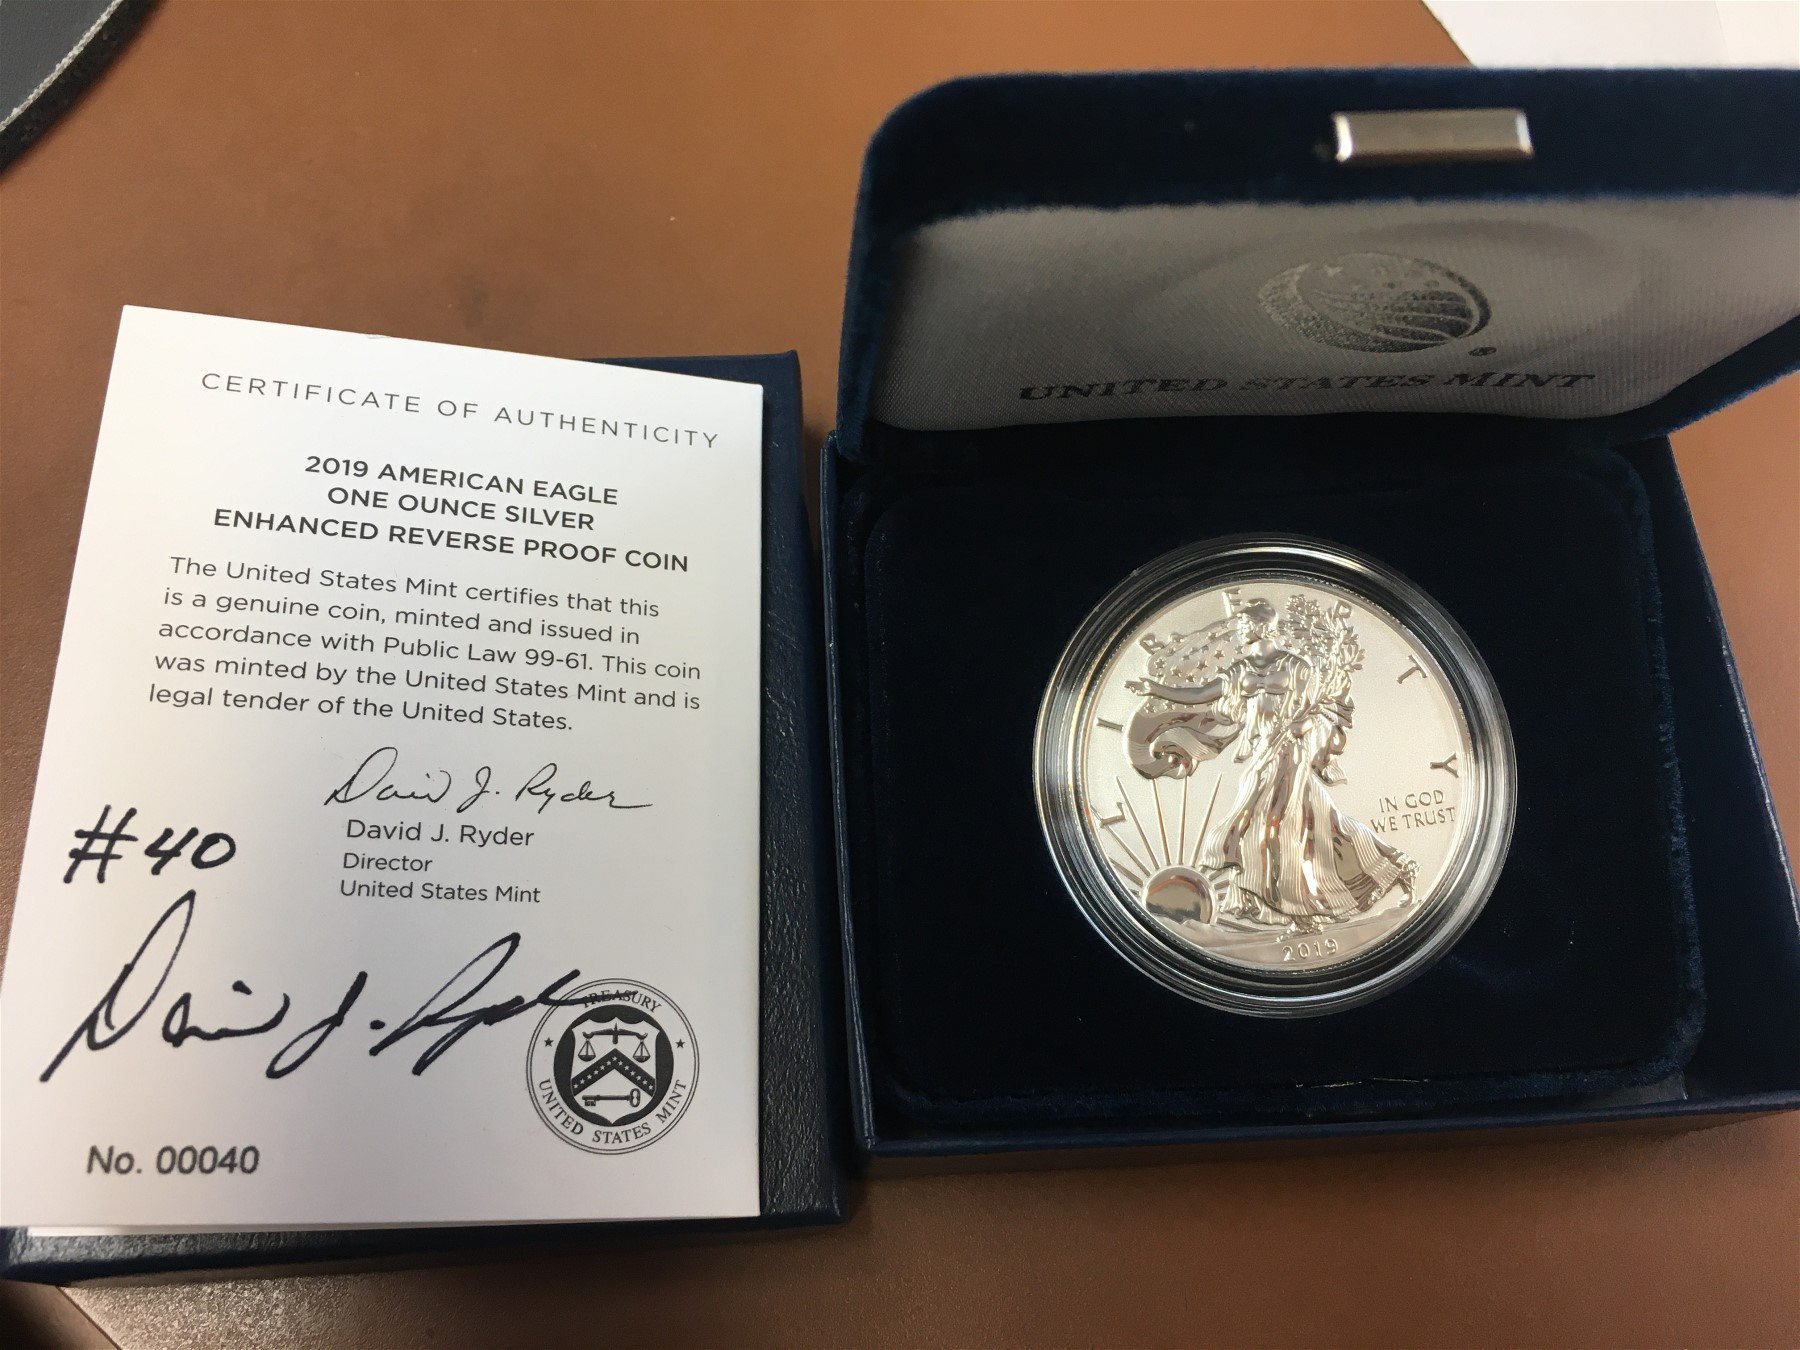 CERTIFICATE OF AUTHENTICITY
2019 AMERICAN EAGLE
ONE OUNCE SILVER
ENHANCED REVERSE PROOF COIN
The United States Mint certifies that this
is a genuine coin, minted and issued in
accordance with Public Law 99-61. This coin
was minted by the United States Mint and is
legal tender of the United States.
David J. Ryder
David J. Ryder
Director
United States Mint
#40
David J. Ryder
TREASURY
UNITED STATES MINT
No. 00040
UNITED STATES MINT
LIBERTY
IN GOD
WE TRUST
2019